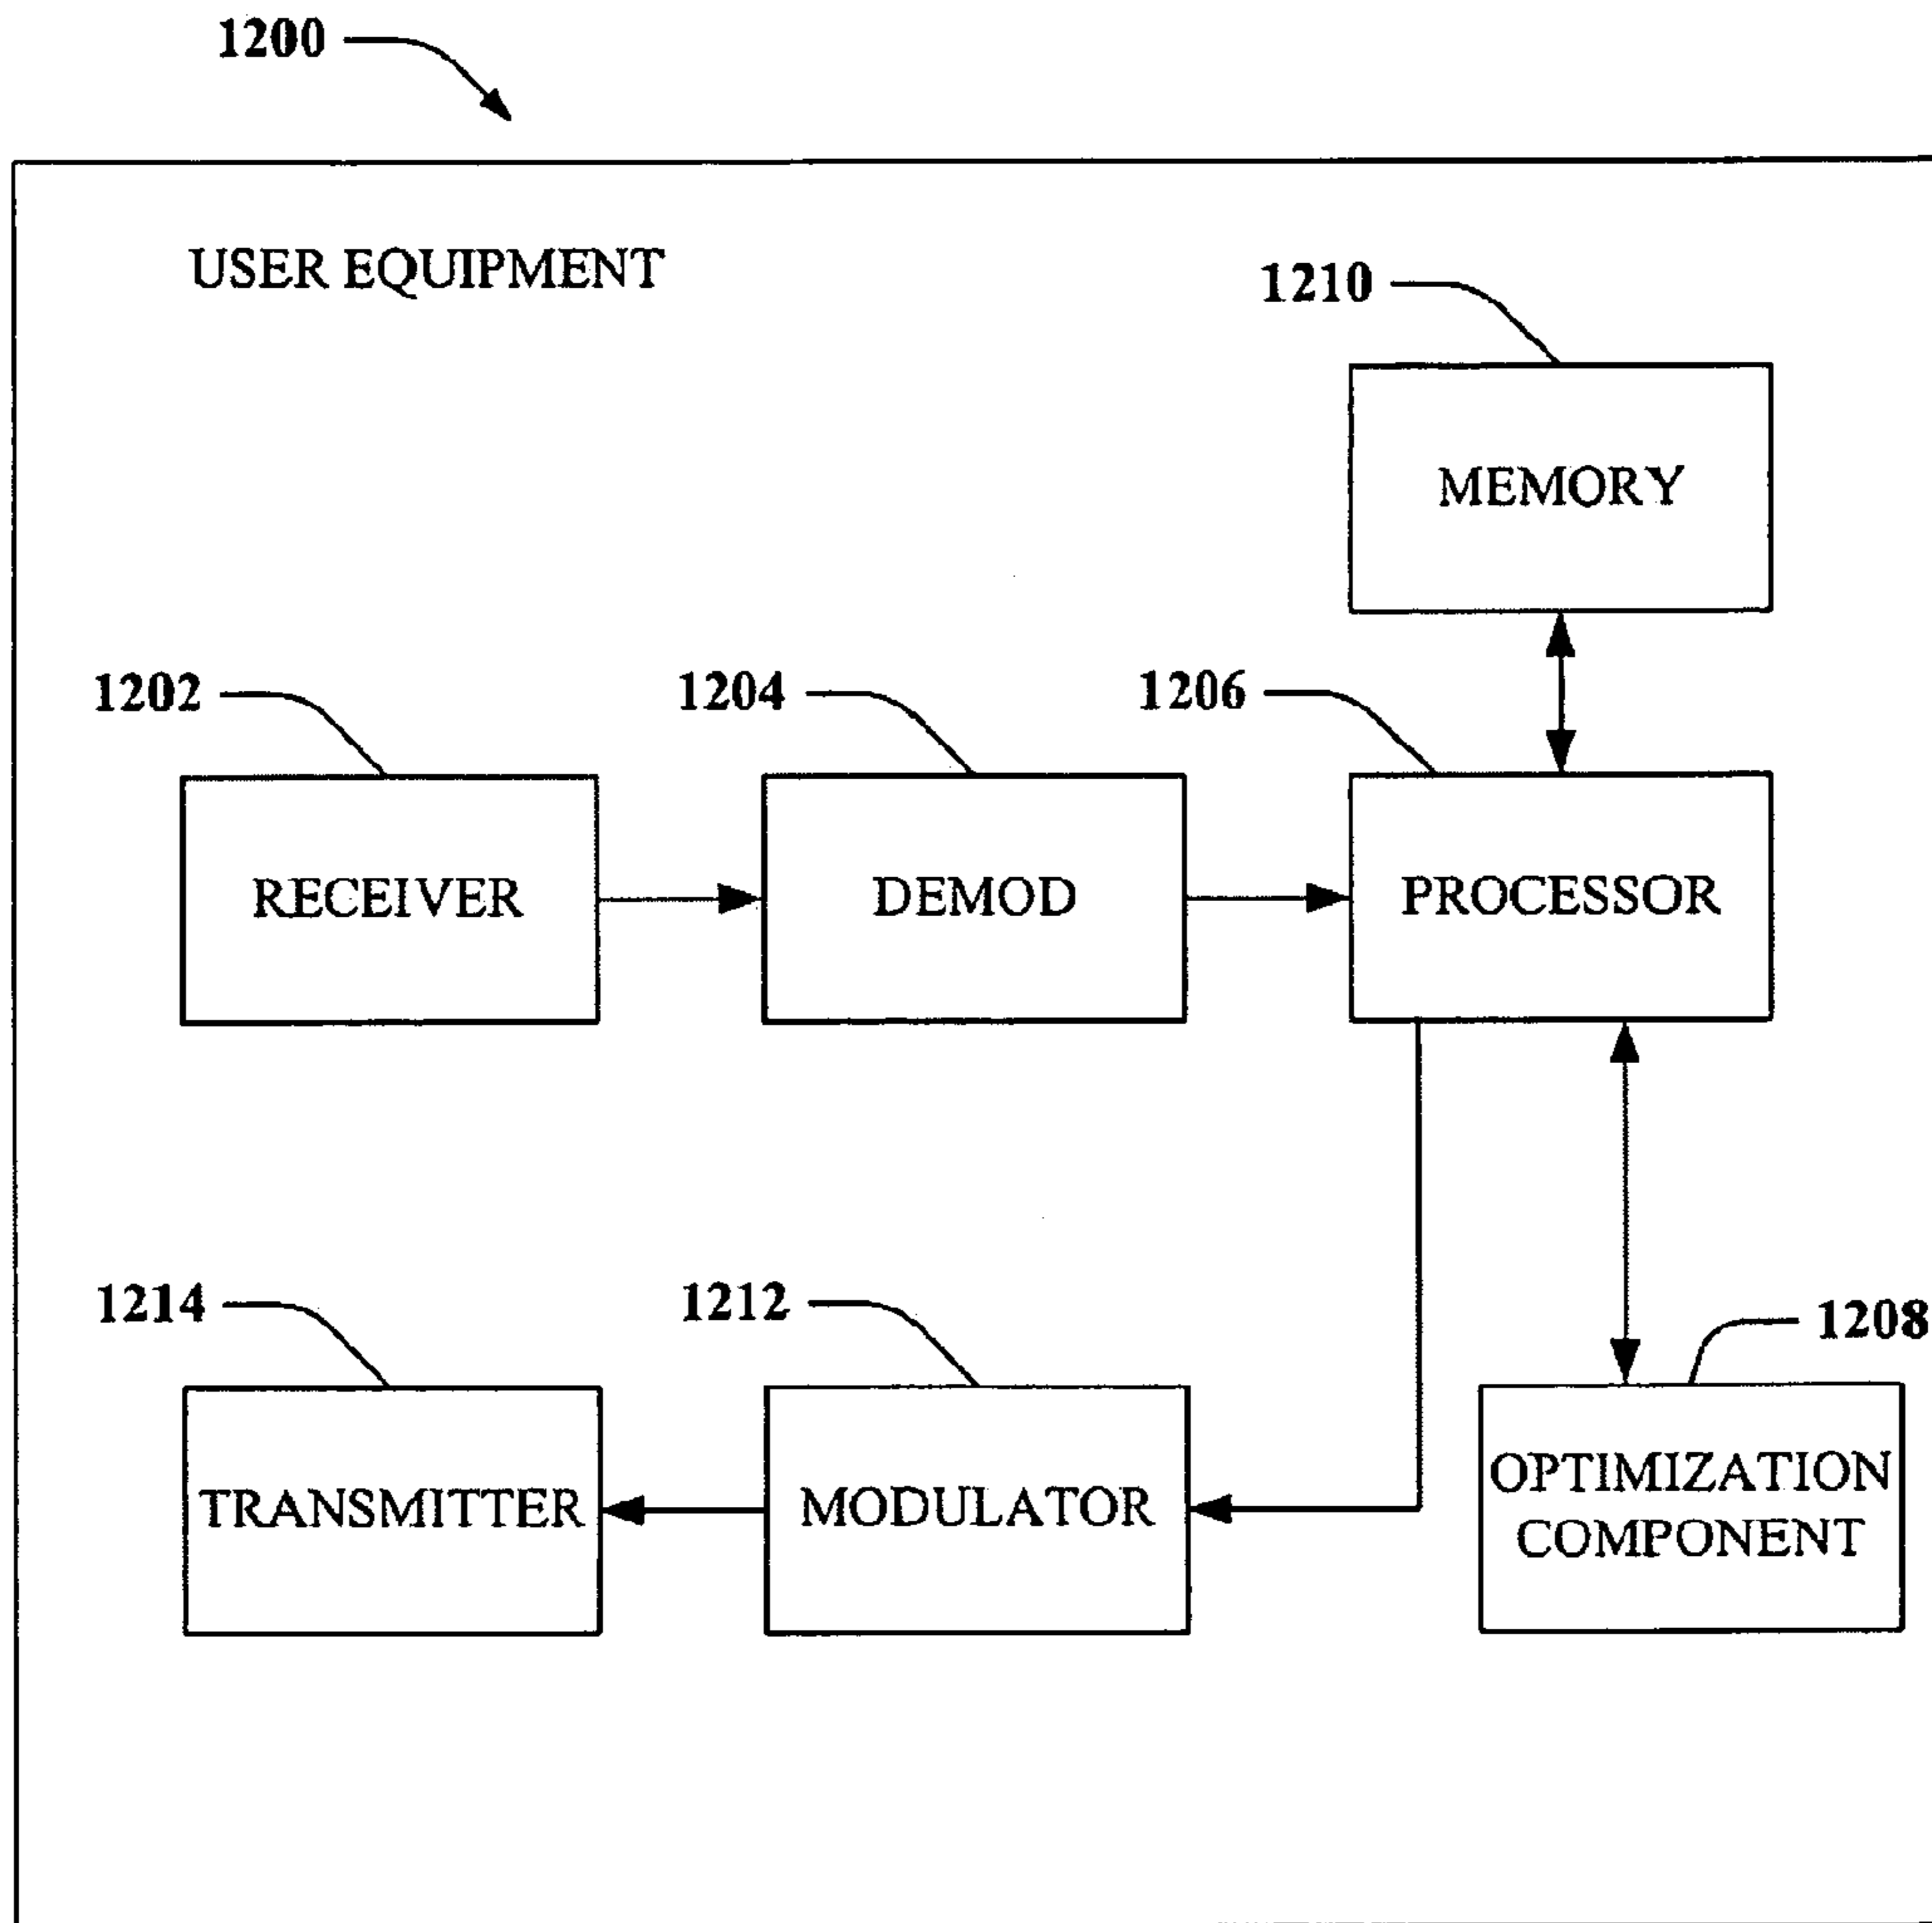 1200
USER EQUIPMENT
1210
MEMORY
1202
1204
1206
RECEIVER
DEMOD
PROCESSOR
1214
1212
1208
TRANSMITTER
MODULATOR
OPTIMIZATION
COMPONENT